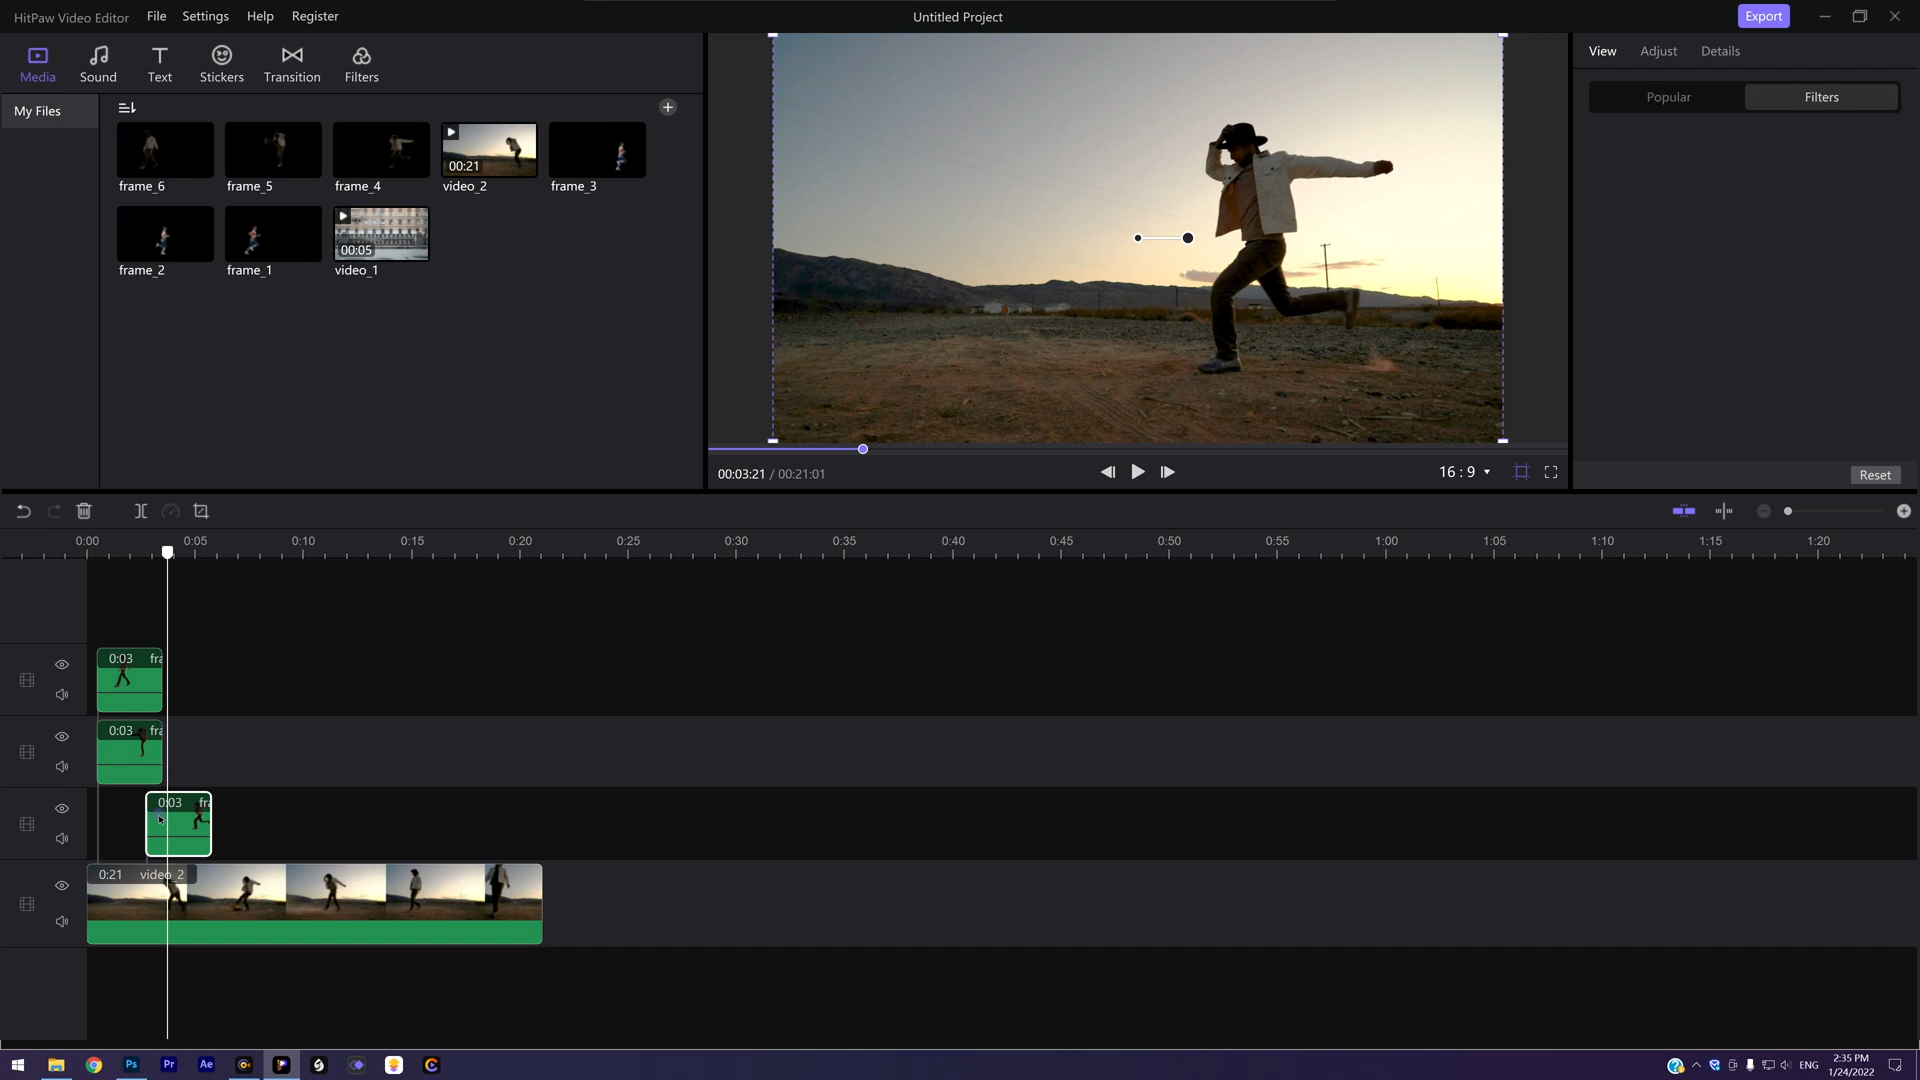 HitPaw Video Editor
File
Settings
Help
Register
Untitled Project
Export
Media
Sound
Text
Stickers
Transition
Filters
View
Adjust
Details
My Files
Popular
Filters
00:21
frame_6
frame_5
frame_4
video_2
frame_3
00:05
frame_2
frame_1
video_1
00:03:21 / 00:21:01
16 : 9
Reset
0:00
0:05
0:10
0:15
0:20
0:25
0:30
0:35
0:40
0:45
0:50
0:55
1:00
1:05
1:10
1:15
1:20
0:03 fra
0:03 fra
0:03 fra
0:21 video_2
Ps
Pr
Ae
ENG
2:35 PM
1/24/2022